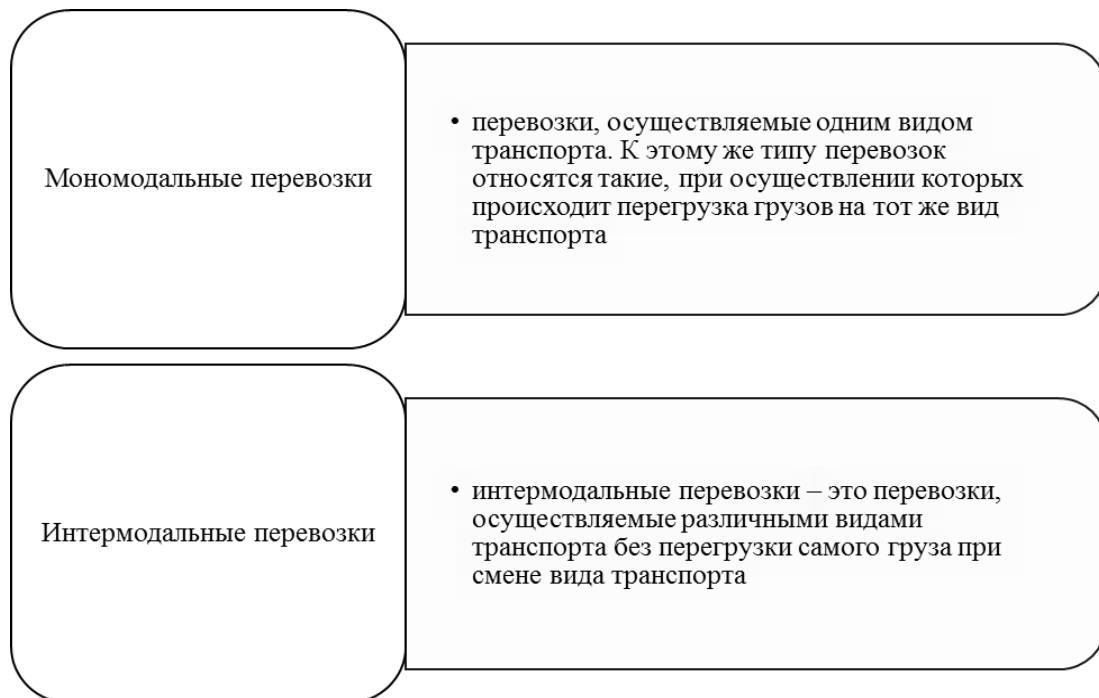 Мономодальные перевозки
• перевозки, осуществляемые одним видом
транспорта. К этому же типу перевозок
относятся такие, при осуществлении которых
происходит перегрузка грузов на тот же вид
транспорта
Интермодальные перевозки
• интермодальные перевозки – это перевозки,
осуществляемые различными видами
транспорта без перегрузки самого груза при
смене вида транспорта